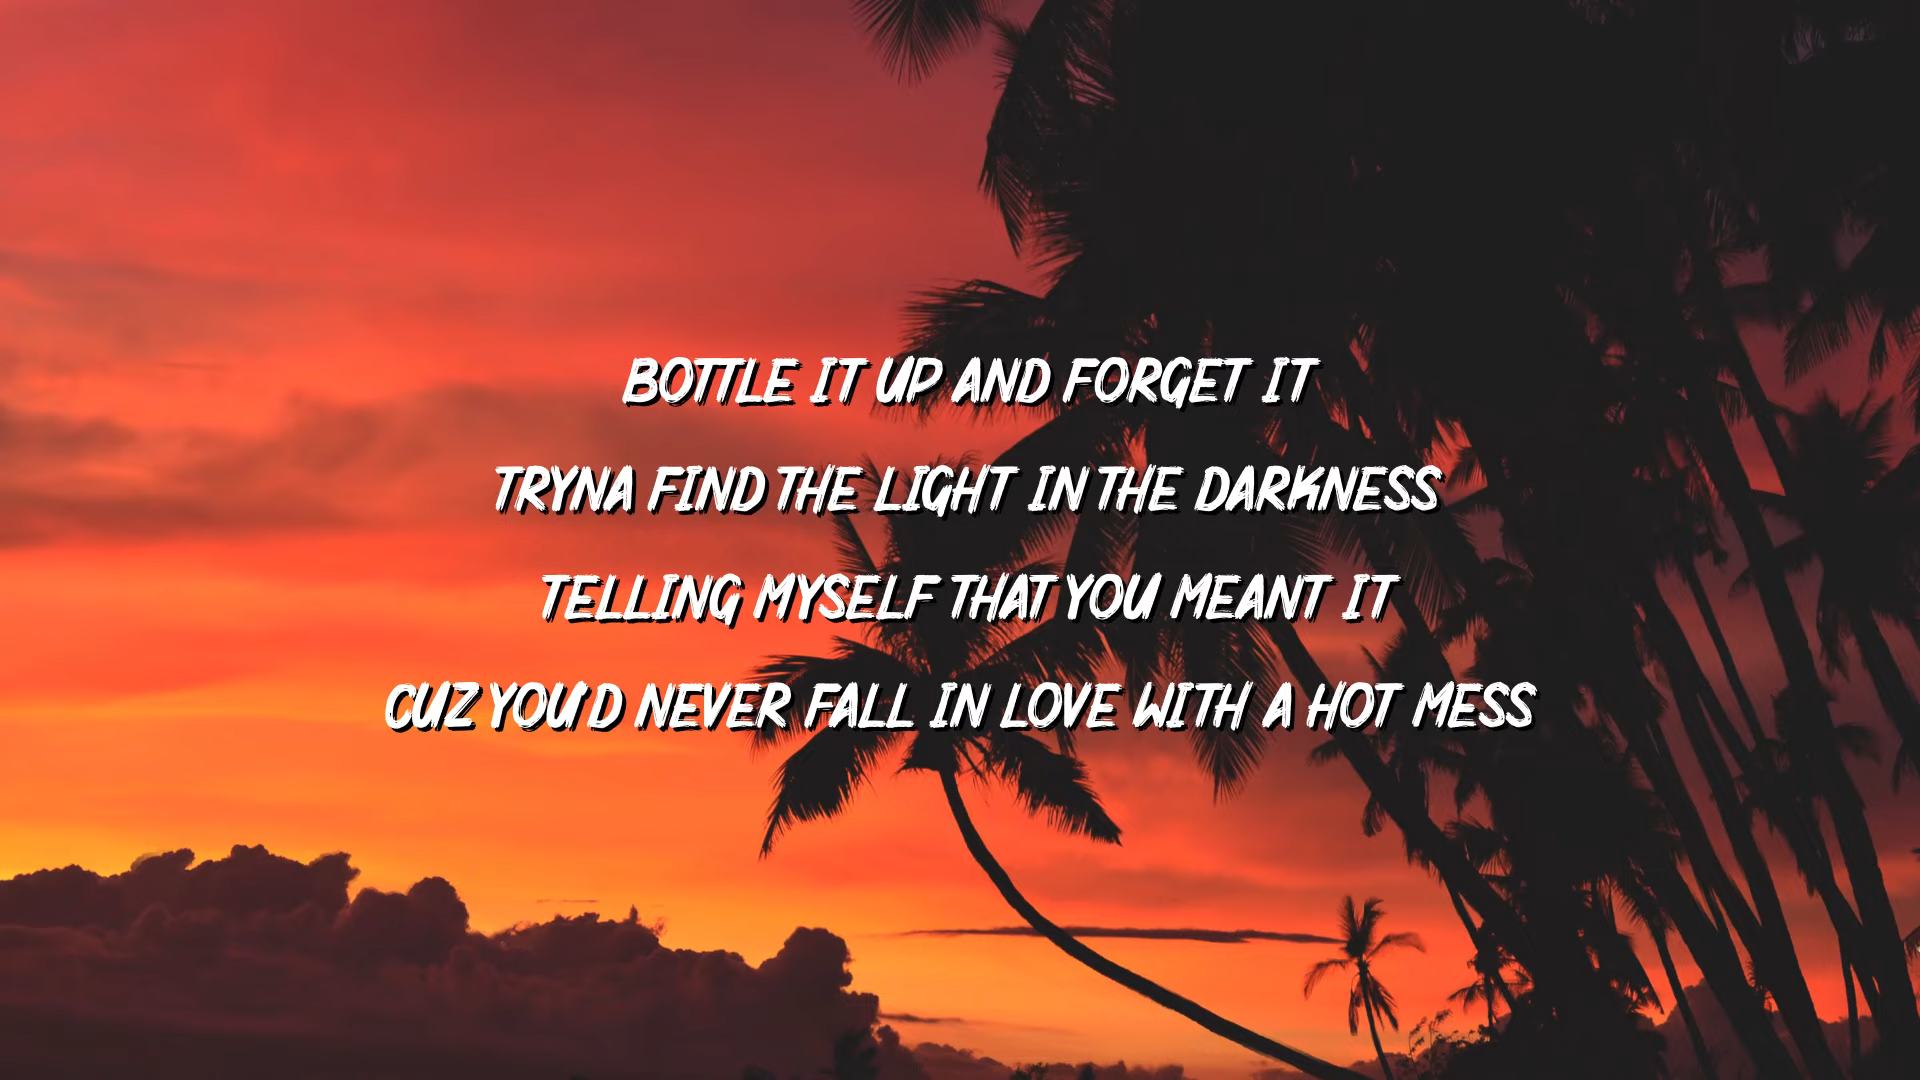 BOTTLE IT UP AND FORGET IT
TRYNA FIND THE LIGHT IN THE DARKNESS
TELLING MYSELF THAT YOU MEANT IT
CUZ YOU'D NEVER FALL IN LOVE WITH A HOT MESS